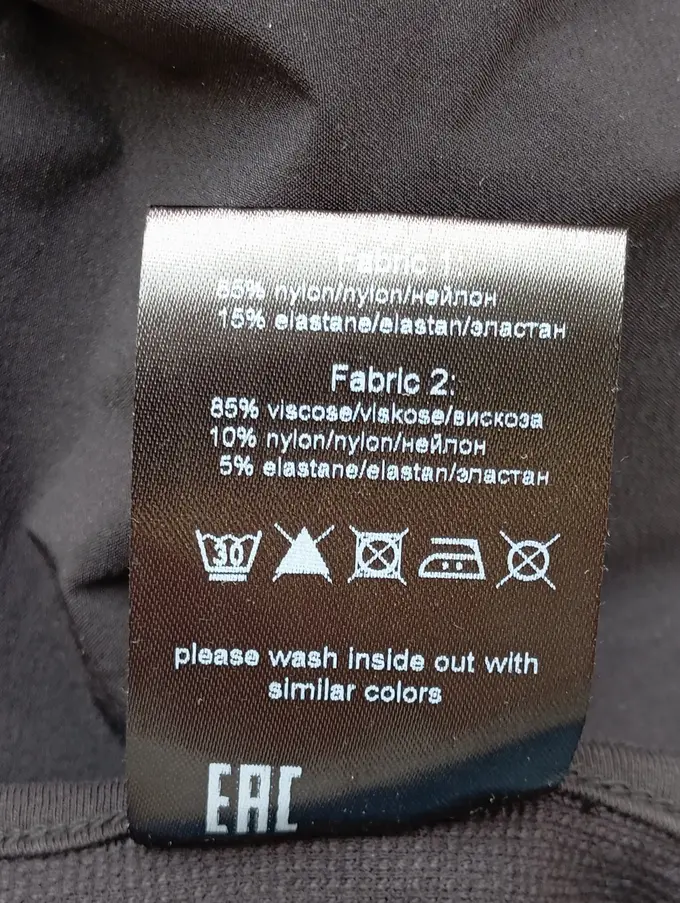 Fabric 1
85% nylon/nylon/нейлон
15% elastane/elastan/эластан
Fabric 2:
85% viscose/viskose/вискоза
10% nylon/nylon/нейлон
5% elastane/elastan/эластан
30
please wash inside out with
similar colors
EAC